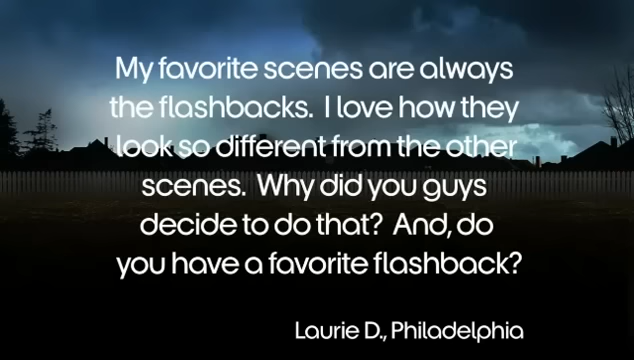 My favorite scenes are always
the flashbacks. I love how they
look so different from the other
scenes. Why did you guys
decide to do that? And, do
you have a favorite flashback?
Laurie D., Philadelphia